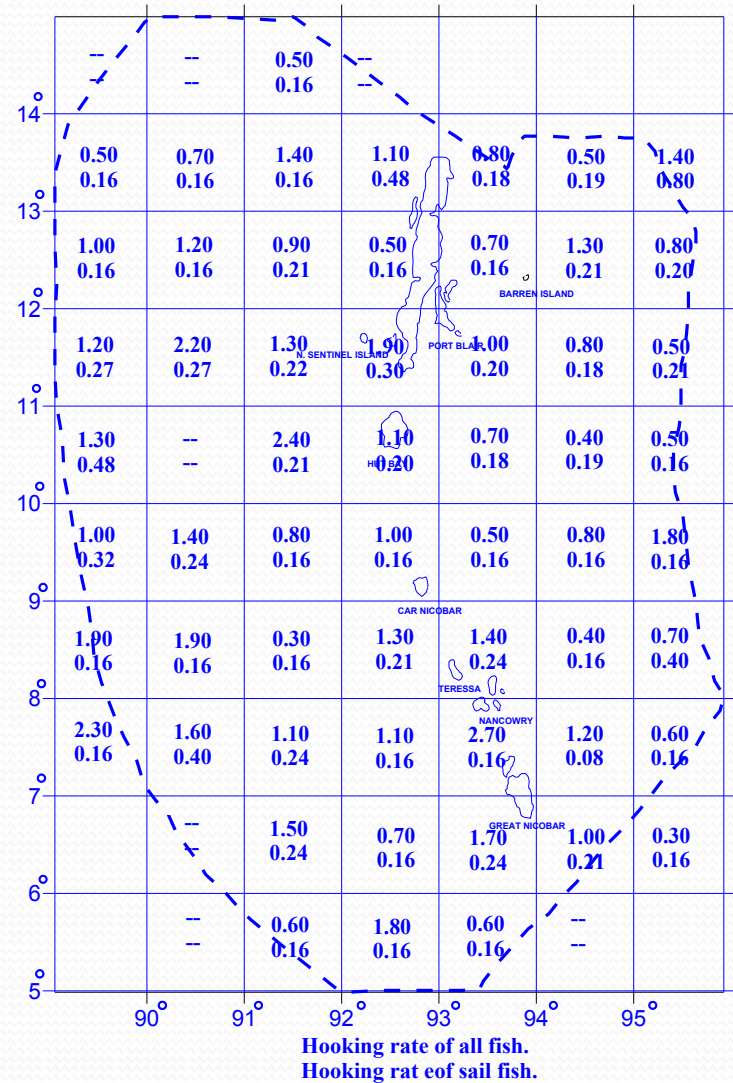 -- -- 0.50 --
-- -- 0.16 --
14°
0.50 0.70 1.40 1.10 0.80 0.50 1.40
0.16 0.16 0.16 0.48 0.18 0.19 0.80
13°
1.00 1.20 0.90 0.50 0.70 1.30 0.80
0.16 0.16 0.21 0.16 0.16 0.21 0.20
BARREN ISLAND
12°
1.20 2.20 1.30 1.90 1.00 0.80 0.50
N. SENTINEL ISLAND PORT BLAIR
0.27 0.27 0.22 0.30 0.20 0.18 0.21
11°
1.30 -- 2.40 1.10 0.70 0.40 0.50
0.48 -- 0.21 0.20 0.18 0.19 0.16
HUT BAY
10°
1.00 1.40 0.80 1.00 0.50 0.80 1.80
0.32 0.24 0.16 0.16 0.16 0.16 0.16
9°
CAR NICOBAR
1.90 1.90 0.30 1.30 1.40 0.40 0.70
0.16 0.16 0.16 0.21 0.24 0.16 0.40
TERESSA
8°
NANCOWRY
2.30 1.60 1.10 1.10 2.70 1.20 0.60
0.16 0.40 0.24 0.16 0.16 0.08 0.16
7°
GREAT NICOBAR
-- 1.50 0.70 1.70 1.00 0.30
-- 0.24 0.16 0.24 0.21 0.16
6°
-- 0.60 1.80 0.60 --
-- 0.16 0.16 0.16 --
5°
90° 91° 92° 93° 94° 95°
Hooking rate of all fish.
Hooking rat eof sail fish.